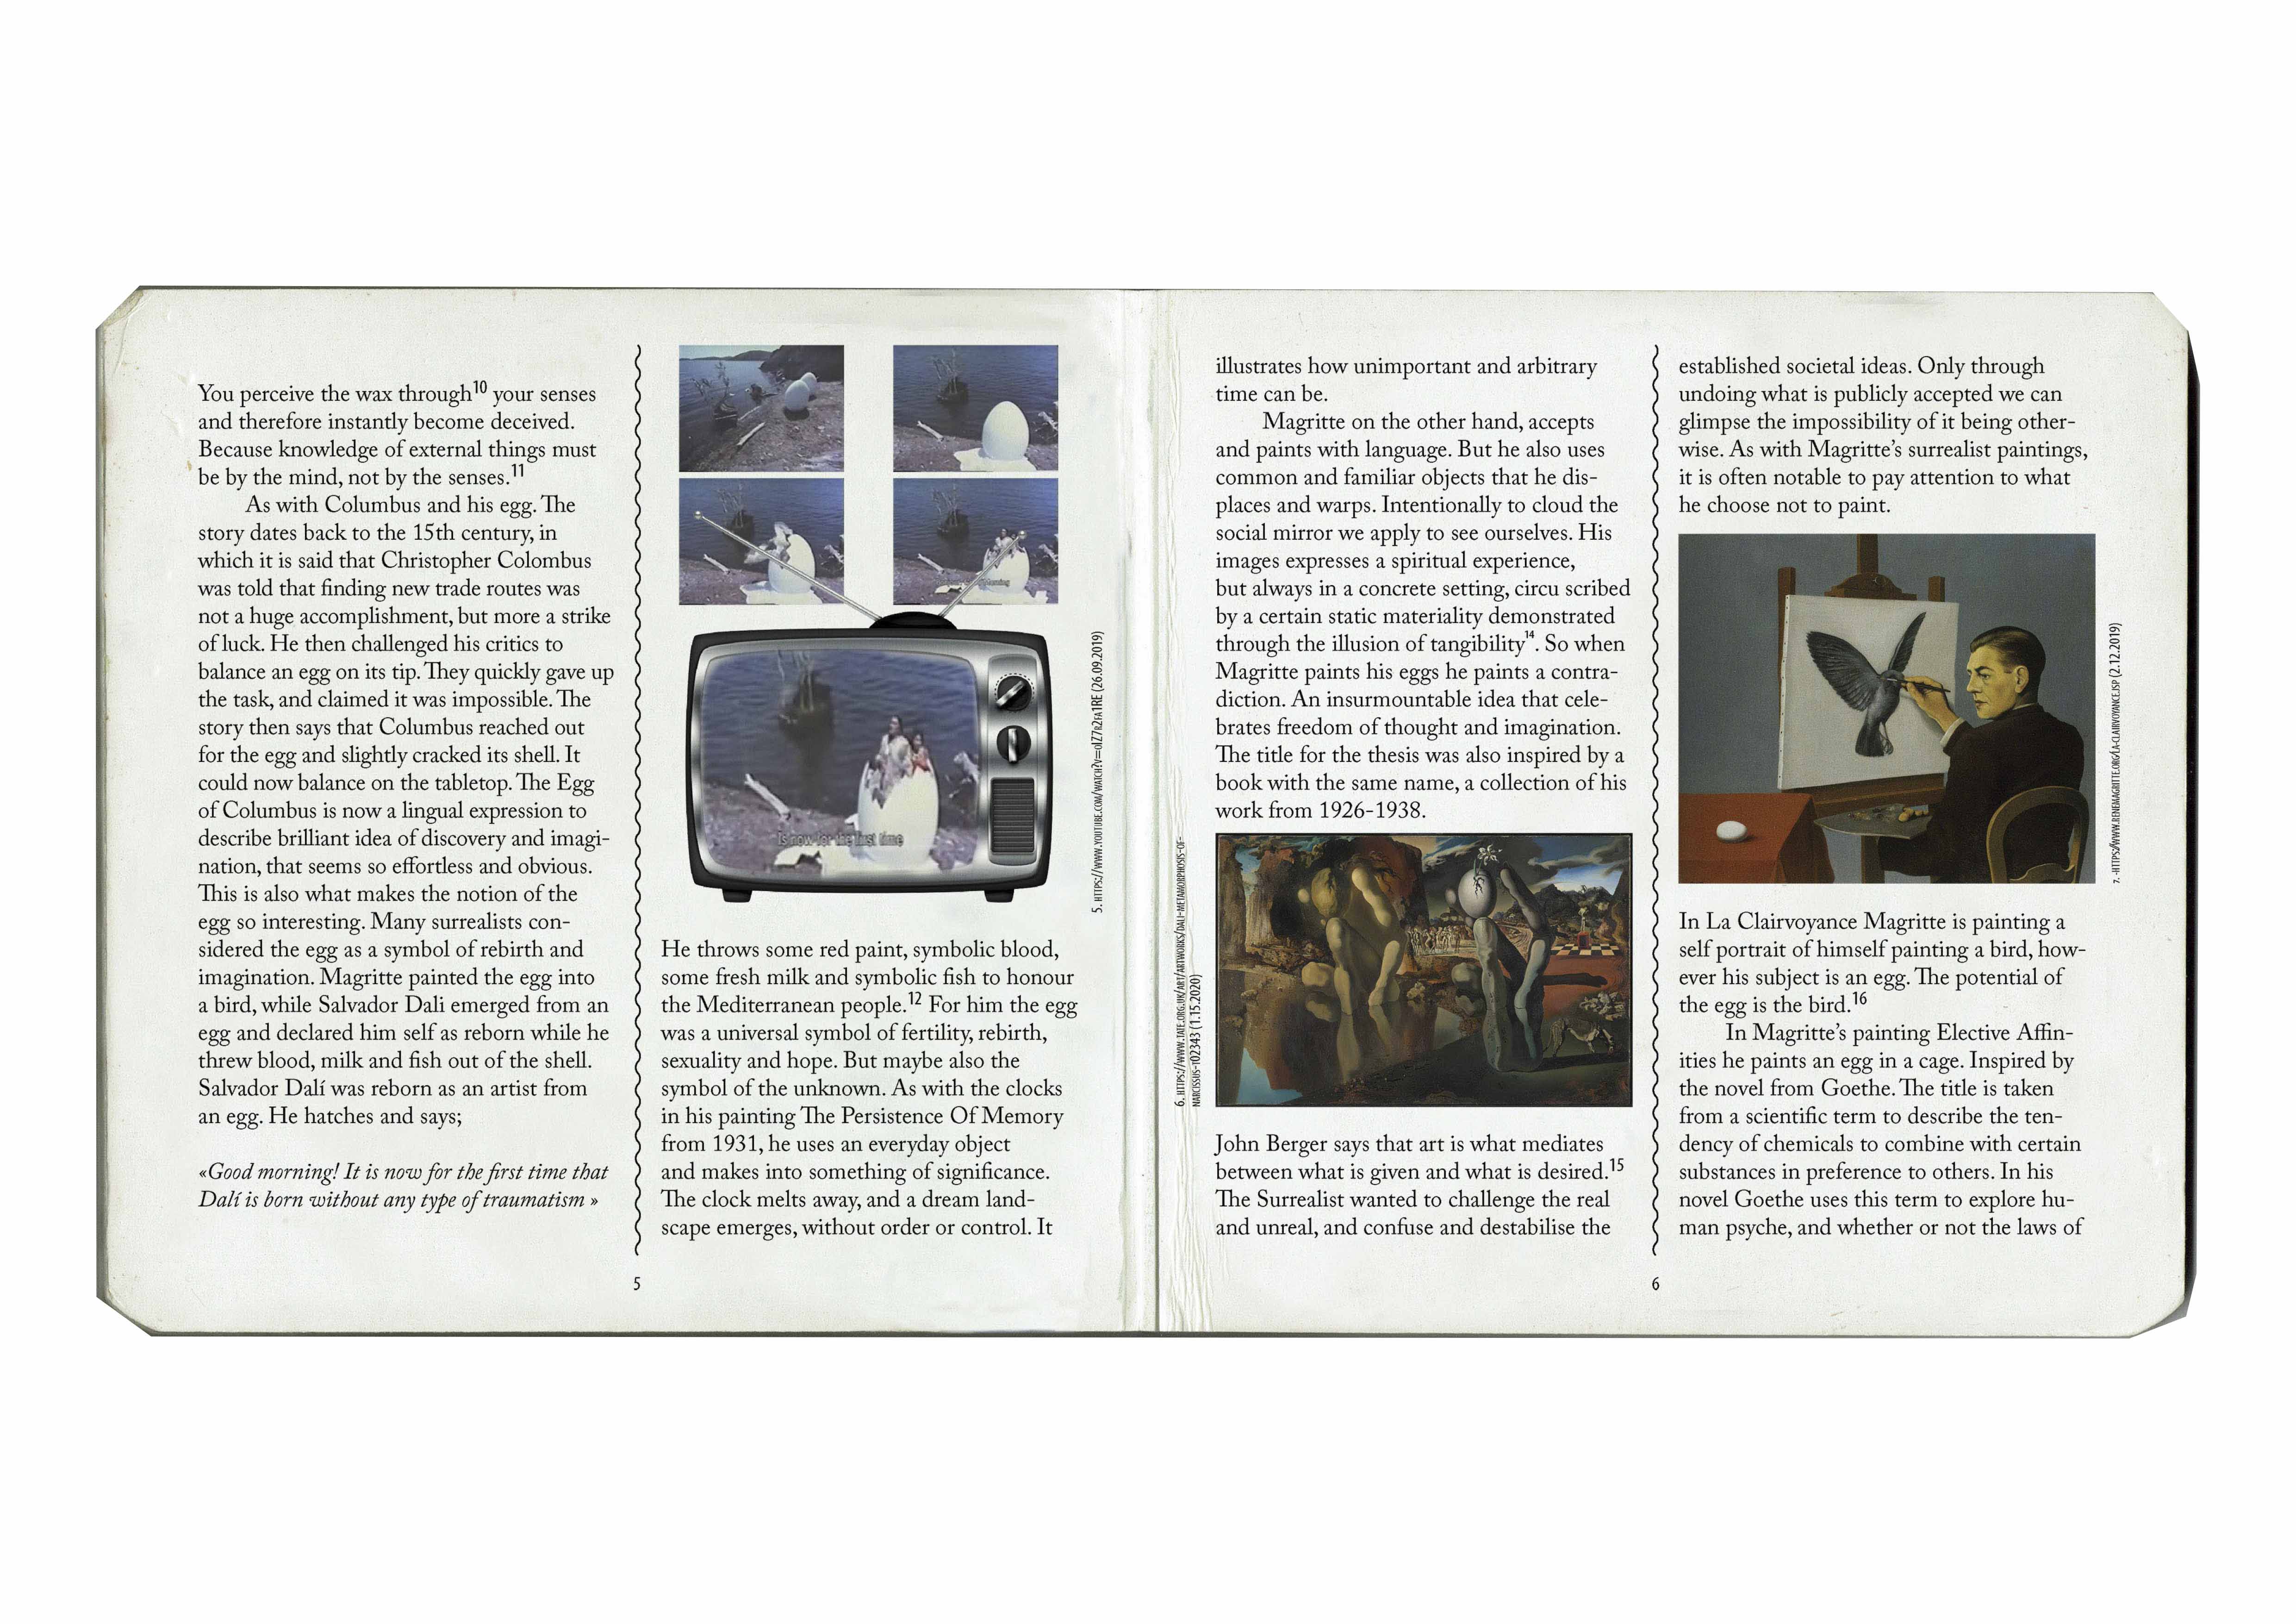 You perceive the wax through10 your senses
and therefore instantly become deceived.
Because knowledge of external things must
be by the mind, not by the senses.11
As with Columbus and his egg. The
story dates back to the 15th century, in
which it is said that Christopher Colombus
was told that finding new trade routes was
not a huge accomplishment, but more a strike
of luck. He then challenged his critics to
balance an egg on its tip. They quickly gave up
the task, and claimed it was impossible. The
story then says that Columbus reached out
for the egg and slightly cracked its shell. It
could now balance on the tabletop. The Egg
of Columbus is now a lingual expression to
describe brilliant idea of discovery and imagi-
nation, that seems so effortless and obvious.
This is also what makes the notion of the
egg so interesting. Many surrealists con-
sidered the egg as a symbol of rebirth and
imagination. Magritte painted the egg into
a bird, while Salvador Dali emerged from an
egg and declared him self as reborn while he
threw blood, milk and fish out of the shell.
Salvador Dalí was reborn as an artist from
an egg. He hatches and says;
«Good morning! It is now for the first time that
Dalí is born without any type of traumatism »
5
Morning
Is now for the first time
5. HTTPS://WWW.YOUTUBE.COM/WATCH?V= (26.09.2019)
He throws some red paint, symbolic blood,
some fresh milk and symbolic fish to honour
the Mediterranean people.12 For him the egg
was a universal symbol of fertility, rebirth,
sexuality and hope. But maybe also the
symbol of the unknown. As with the clocks
in his painting The Persistence Of Memory
from 1931, he uses an everyday object
and makes into something of significance.
The clock melts away, and a dream land-
scape emerges, without order or control. It
illustrates how unimportant and arbitrary
time can be.
Magritte on the other hand, accepts
and paints with language. But he also uses
common and familiar objects that he dis-
places and warps. Intentionally to cloud the
social mirror we apply to see ourselves. His
images expresses a spiritual experience,
but always in a concrete setting, circu scribed
by a certain static materiality demonstrated
through the illusion of tangibility14. So when
Magritte paints his eggs he paints a contra-
diction. An insurmountable idea that cele-
brates freedom of thought and imagination.
The title for the thesis was also inspired by a
book with the same name, a collection of his
work from 1926-1938.
6. HTTPS://WWW.TATE.ORG.UK/ART/ARTWORKS/DALI-METAMORPHOSIS-OF-
NARCISSUS-T02343 (1.15.2020)
John Berger says that art is what mediates
between what is given and what is desired.15
The Surrealist wanted to challenge the real
and unreal, and confuse and destabilise the
6
established societal ideas. Only through
undoing what is publicly accepted we can
glimpse the impossibility of it being other-
wise. As with Magritte's surrealist paintings,
it is often notable to pay attention to what
he choose not to paint.
7. -HTTPS://WWW.RENEMAGRITTE.ORG/LA-CLAIRVOYANCE.JSP (2.12.2019)
In La Clairvoyance Magritte is painting a
self portrait of himself painting a bird, how-
ever his subject is an egg. The potential of
the egg is the bird.16
In Magritte's painting Elective Affin-
ities he paints an egg in a cage. Inspired by
the novel from Goethe. The title is taken
from a scientific term to describe the ten-
dency of chemicals to combine with certain
substances in preference to others. In his
novel Goethe uses this term to explore hu-
man psyche, and whether or not the laws of